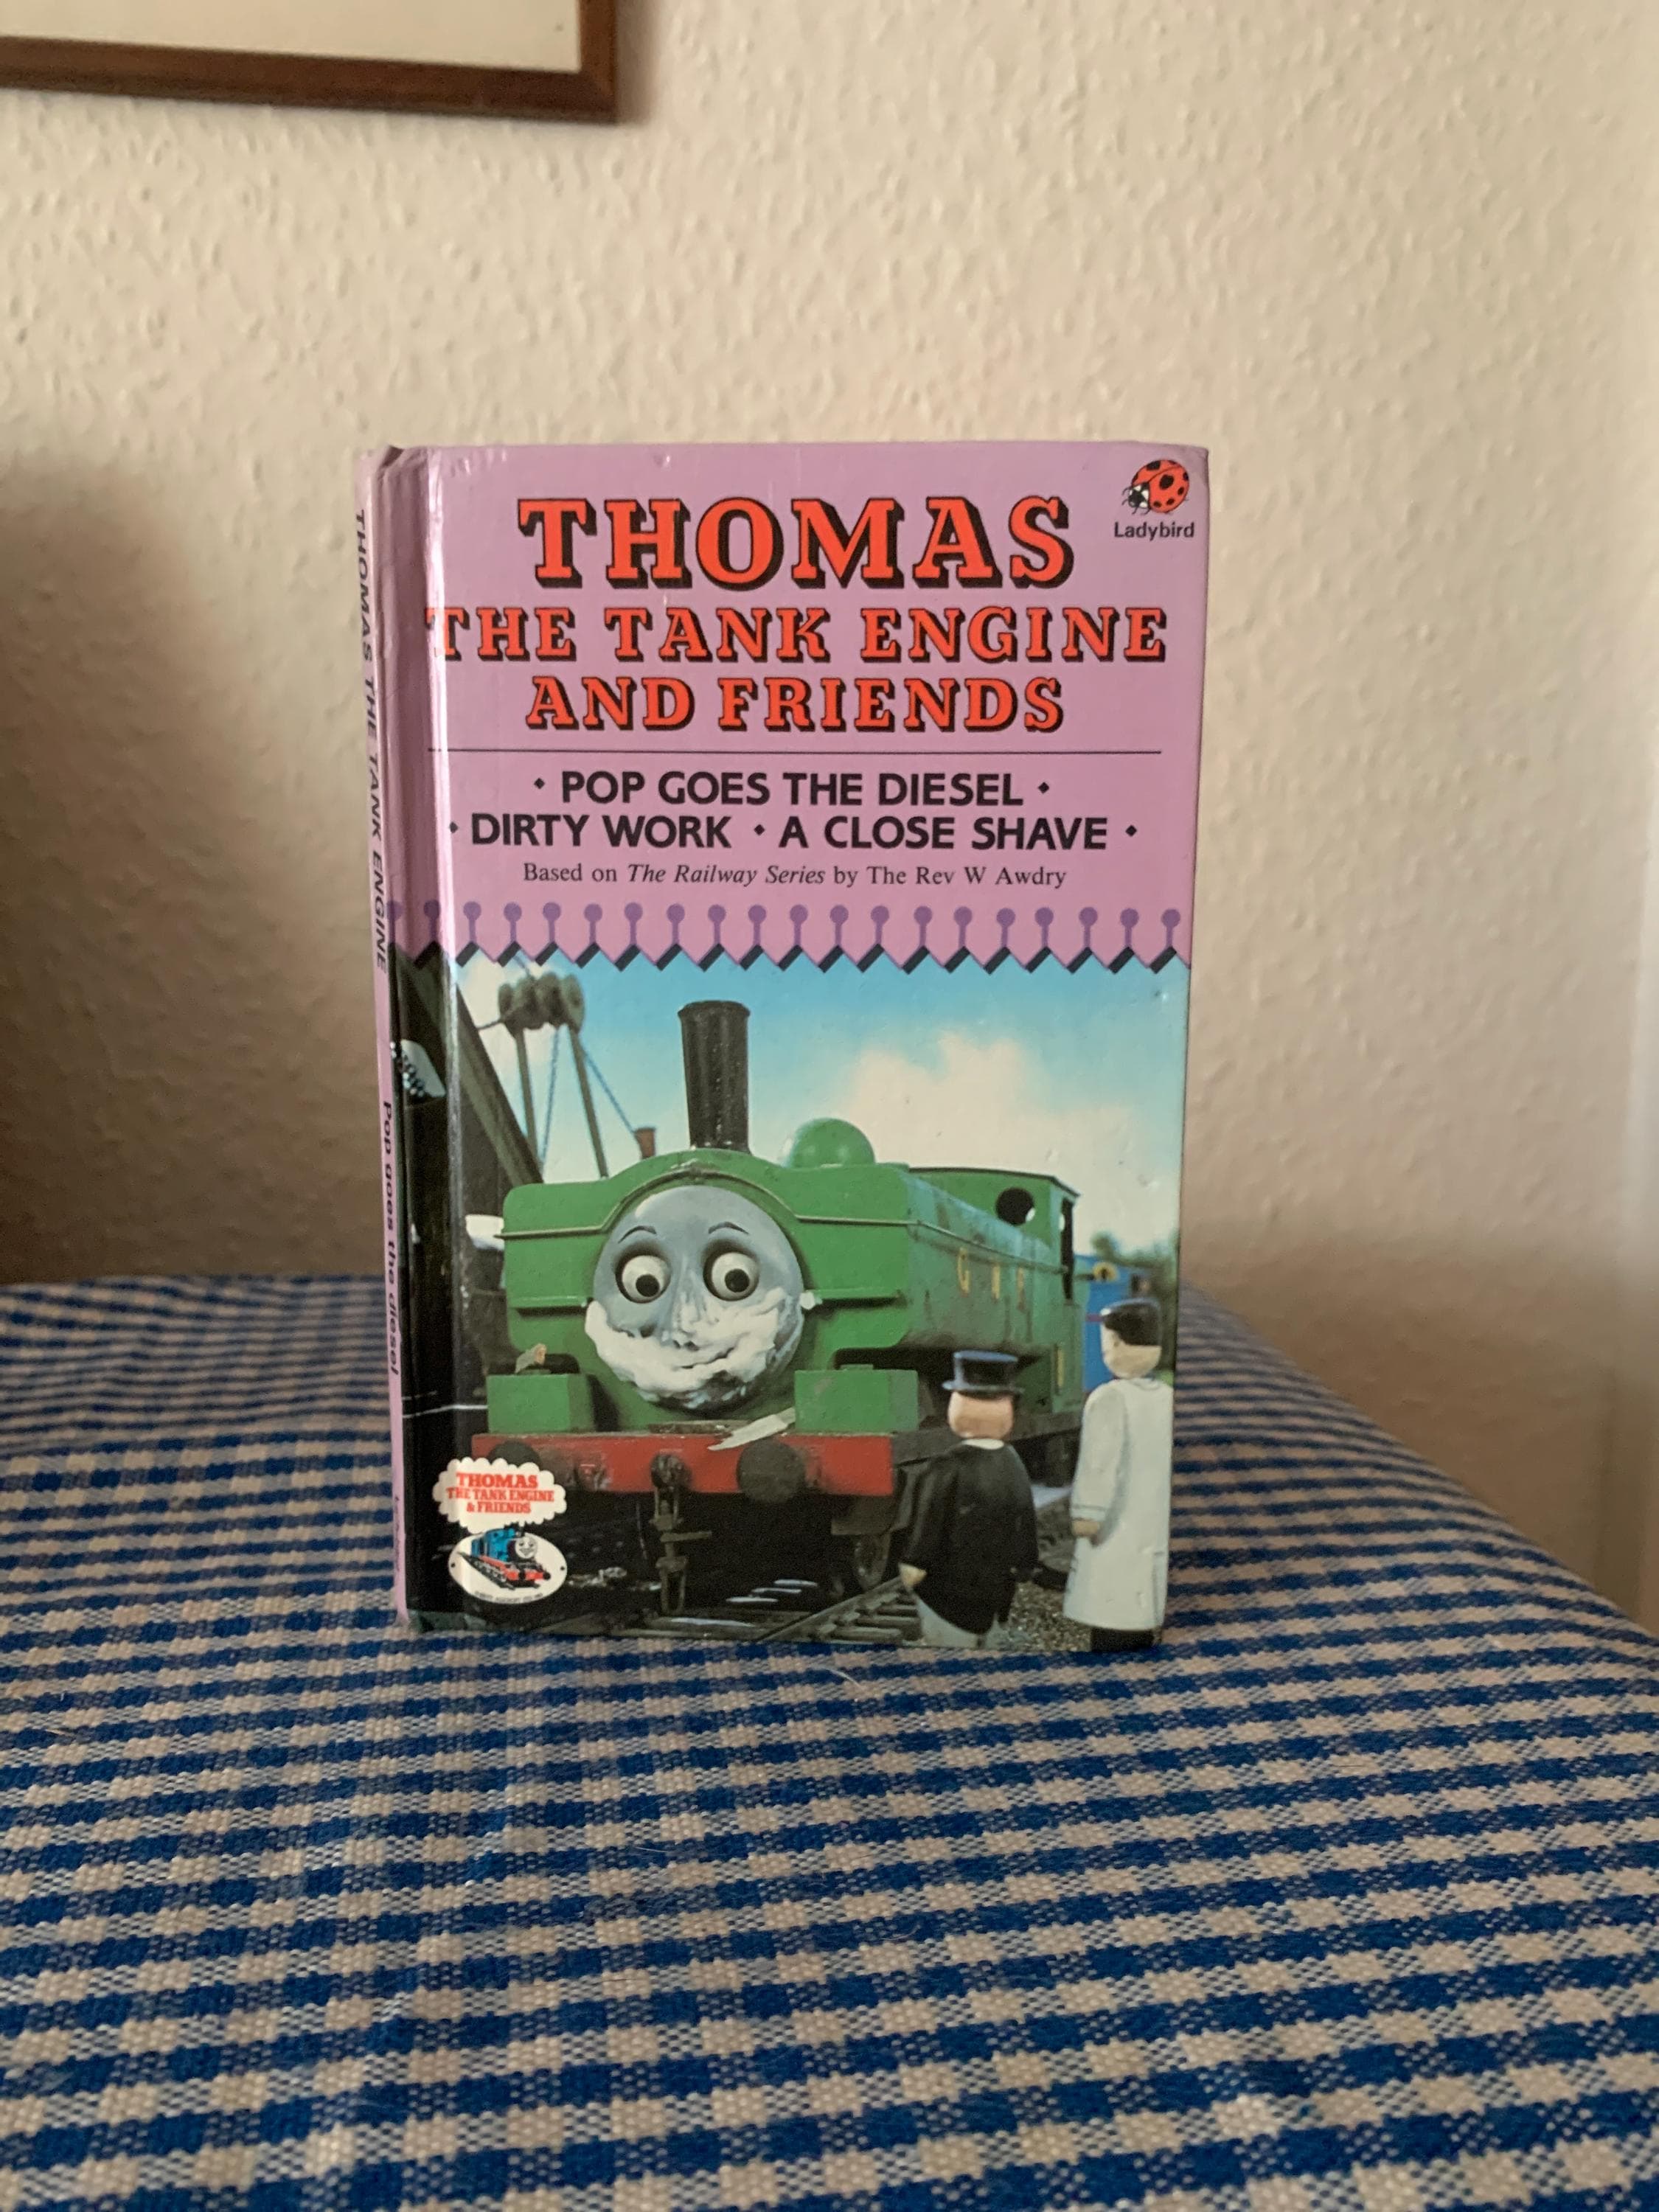 THOMAS
THE TANK ENGINE
AND FRIENDS
Ladybird
• POP GOES THE DIESEL •
• DIRTY WORK • A CLOSE SHAVE •
Based on The Railway Series by The Rev W Awdry
THOMAS THE TANK ENGINE
Pop goes the diesel
G W R
THOMAS
THE TANK ENGINE
& FRIENDS